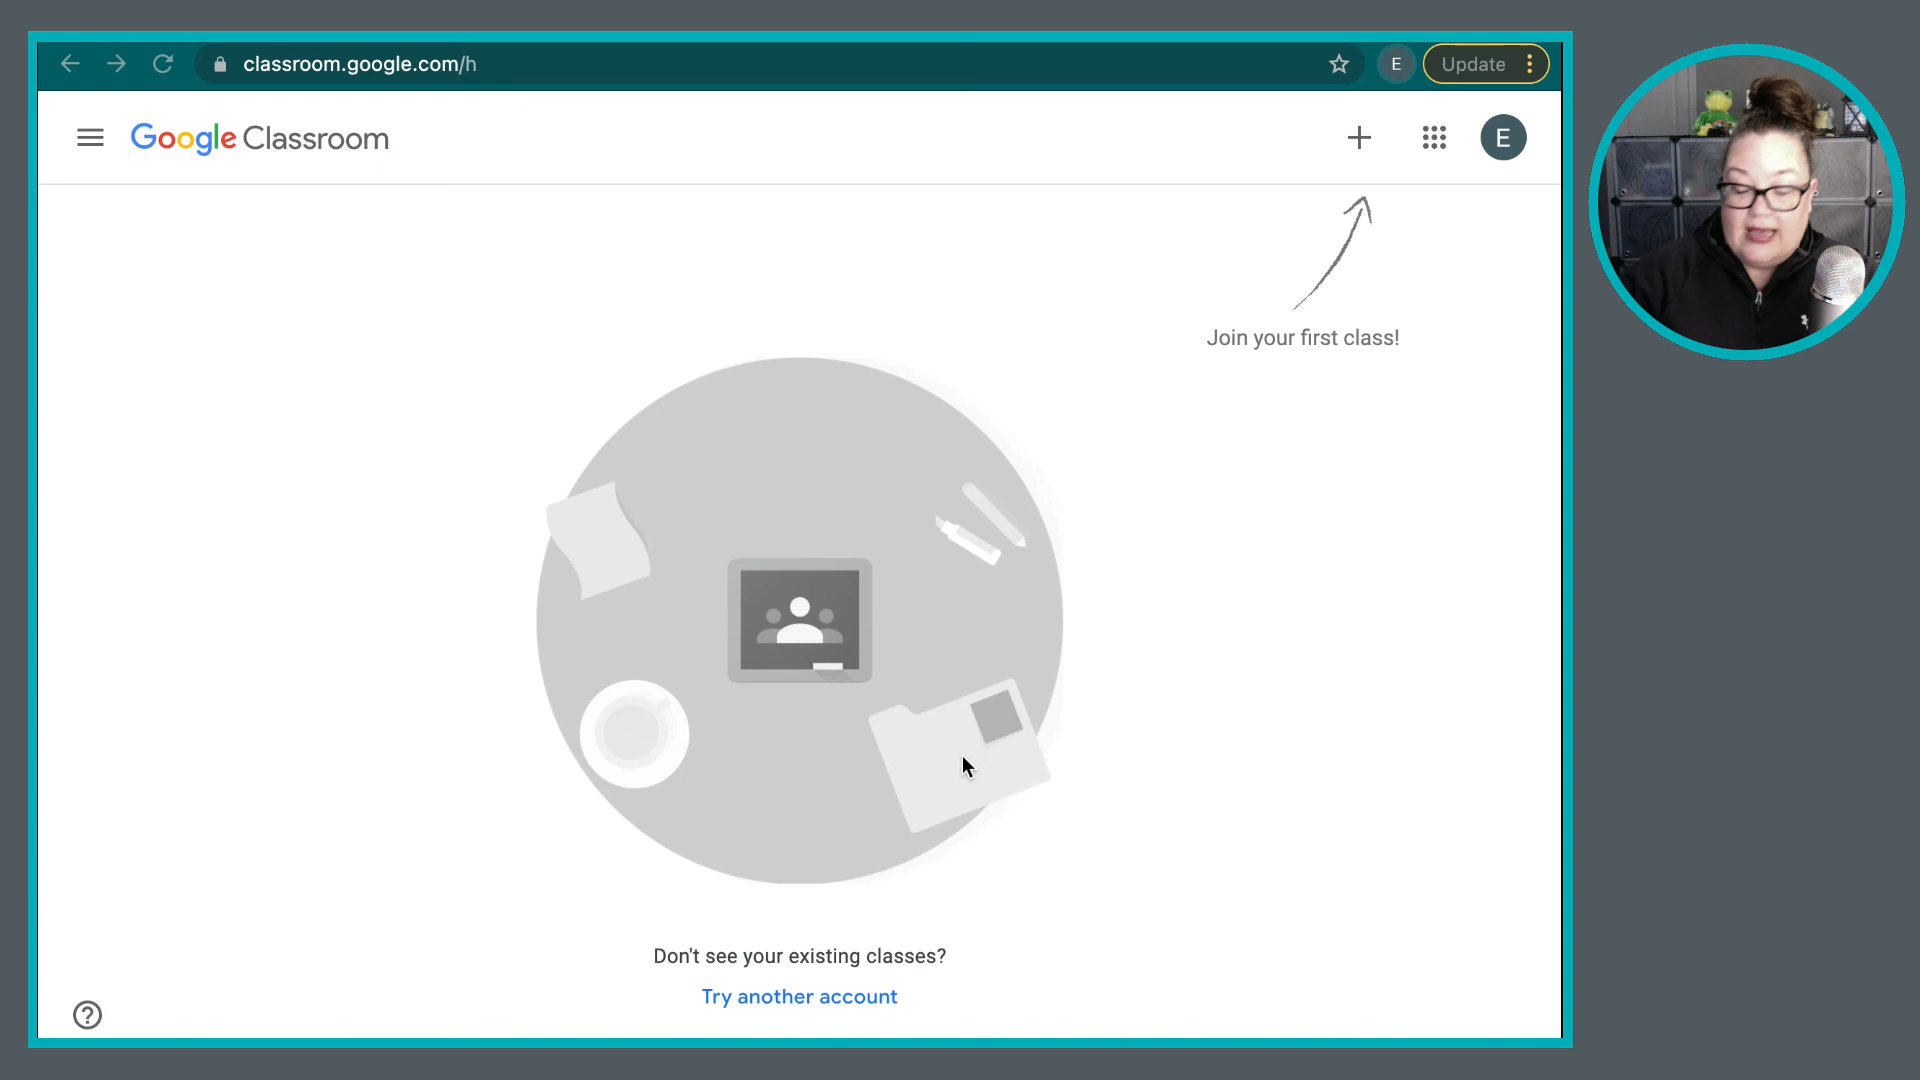 classroom.google.com/h
E
Update
Google Classroom
E
Join your first class!
Don't see your existing classes?
Try another account